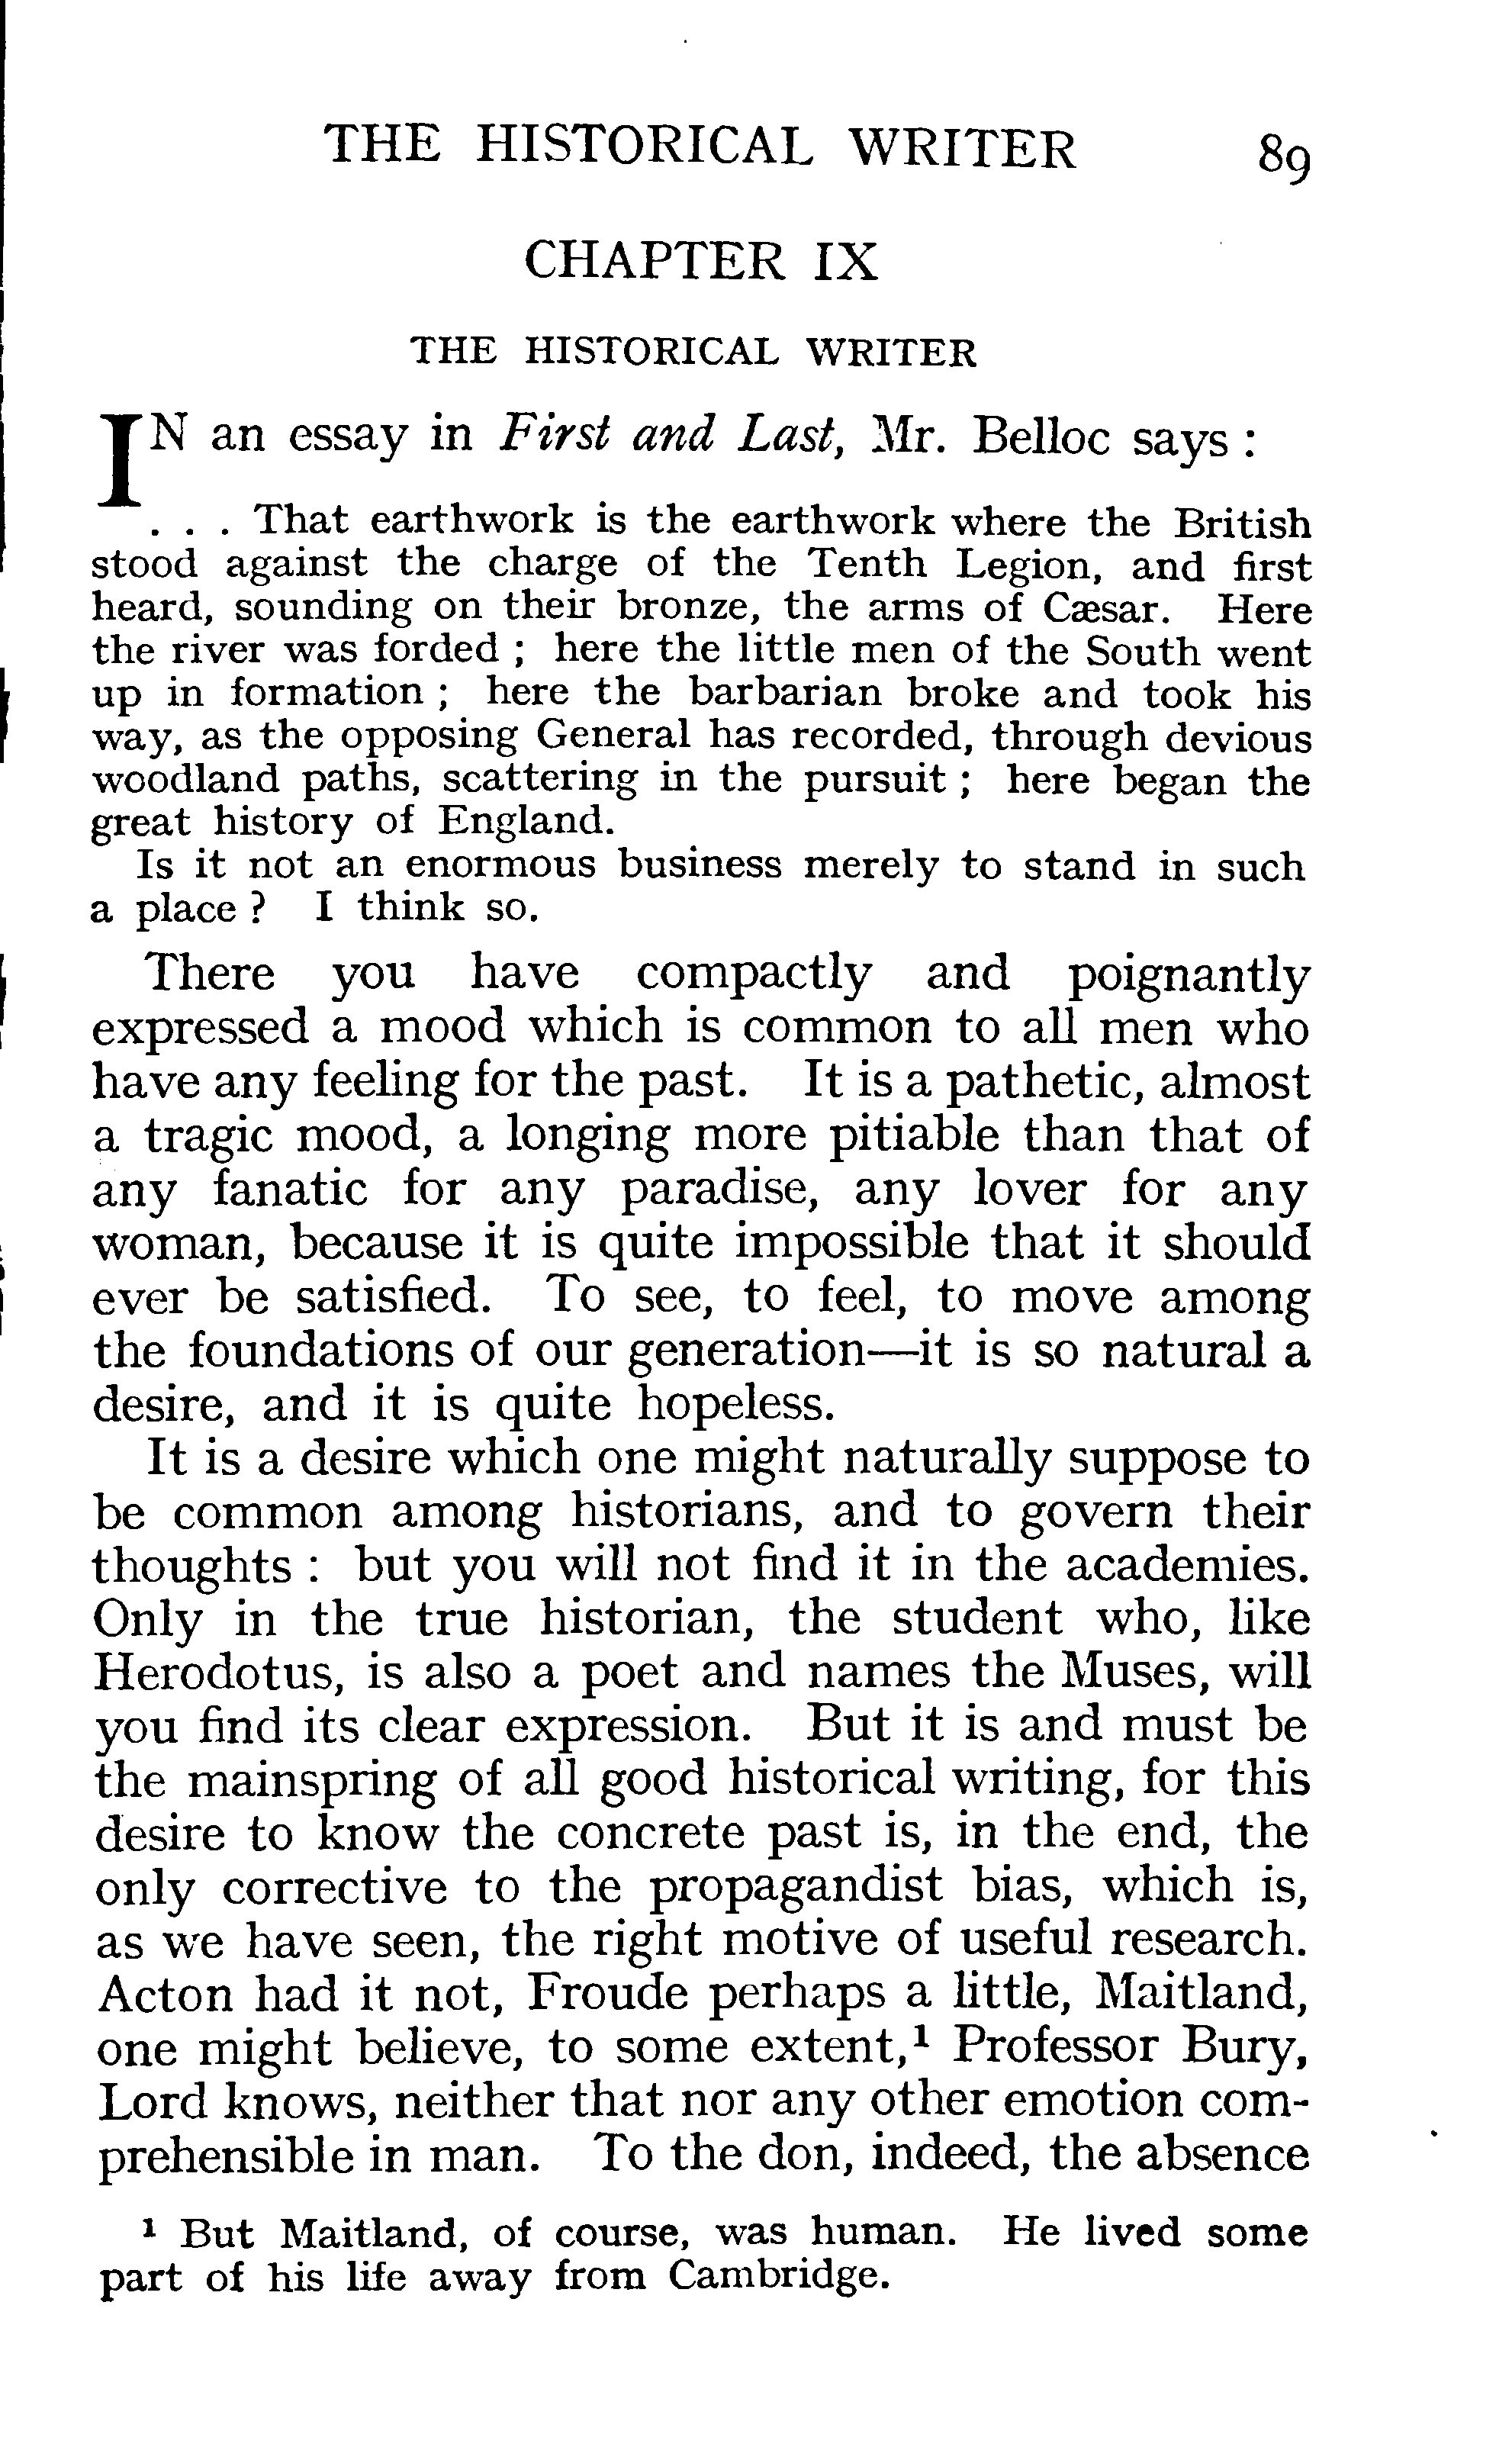 THE HISTORICAL WRITER 89
CHAPTER IX
THE HISTORICAL WRITER
IN an essay in First and Last, Mr. Belloc says :
. . . That earthwork is the earthwork where the British
stood against the charge of the Tenth Legion, and first
heard, sounding on their bronze, the arms of Cæsar. Here
the river was forded ; here the little men of the South went
up in formation ; here the barbarian broke and took his
way, as the opposing General has recorded, through devious
woodland paths, scattering in the pursuit ; here began the
great history of England.
Is it not an enormous business merely to stand in such
a place ? I think so.
There you have compactly and poignantly
expressed a mood which is common to all men who
have any feeling for the past. It is a pathetic, almost
a tragic mood, a longing more pitiable than that of
any fanatic for any paradise, any lover for any
woman, because it is quite impossible that it should
ever be satisfied. To see, to feel, to move among
the foundations of our generation—it is so natural a
desire, and it is quite hopeless.
It is a desire which one might naturally suppose to
be common among historians, and to govern their
thoughts : but you will not find it in the academies.
Only in the true historian, the student who, like
Herodotus, is also a poet and names the Muses, will
you find its clear expression. But it is and must be
the mainspring of all good historical writing, for this
desire to know the concrete past is, in the end, the
only corrective to the propagandist bias, which is,
as we have seen, the right motive of useful research.
Acton had it not, Froude perhaps a little, Maitland,
one might believe, to some extent,¹ Professor Bury,
Lord knows, neither that nor any other emotion com-
prehensible in man. To the don, indeed, the absence
¹ But Maitland, of course, was human. He lived some
part of his life away from Cambridge.